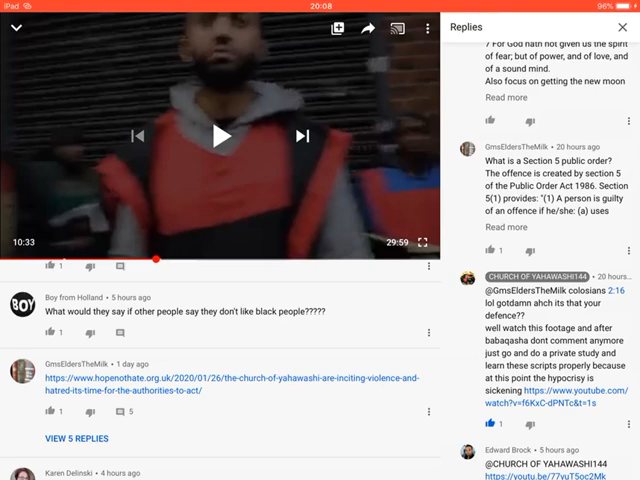 iPad
20:08
96%
10:33
29:59
1
BOY
Boy from Holland • 5 hours ago
What would they say if other people say they don't like black people?????
1
GmsEldersTheMilk • 1 day ago
https://www.hopenothate.org.uk/2020/01/26/the-church-of-yahawashi-are-inciting-violence-and-
hatred-its-time-for-the-authorities-to-act/
1
5
VIEW 5 REPLIES
Karen Delinski • 4 hours ago
Replies
7 For God hath not given us the spirit
of fear; but of power, and of love, and
of a sound mind.
Also focus on getting the new moon
Read more
GmsEldersTheMilk • 20 hours ago
What is a Section 5 public order?
The offence is created by section 5
of the Public Order Act 1986. Section
5(1) provides: "(1) A person is guilty
of an offence if he/she: (a) uses
Read more
1
CHURCH OF YAHAWASHI144 • 20 hours...
@GmsEldersTheMilk colosians 2:16
lol gotdamn ahch its that your
defence??
well watch this footage and after
babaqasha dont comment anymore
just go and do a private study and
learn these scripts properly because
at this point the hypocrisy is
sickening https://www.youtube.com/
watch?v=f6KxC-dPNTc&t=1s
1
Edward Brock • 5 hours ago
@CHURCH OF YAHAWASHI144
https://youtu.be/77yuT5oc2Mk